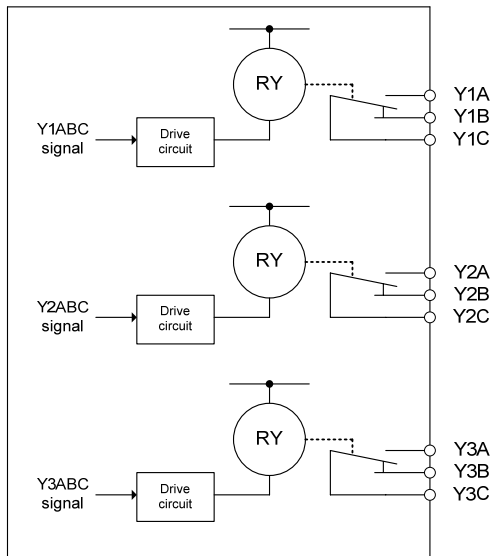 RY
Y1A
Y1B
Y1C
Y1ABC
signal
Drive
circuit
RY
Y2A
Y2B
Y2C
Y2ABC
signal
Drive
circuit
RY
Y3A
Y3B
Y3C
Y3ABC
signal
Drive
circuit